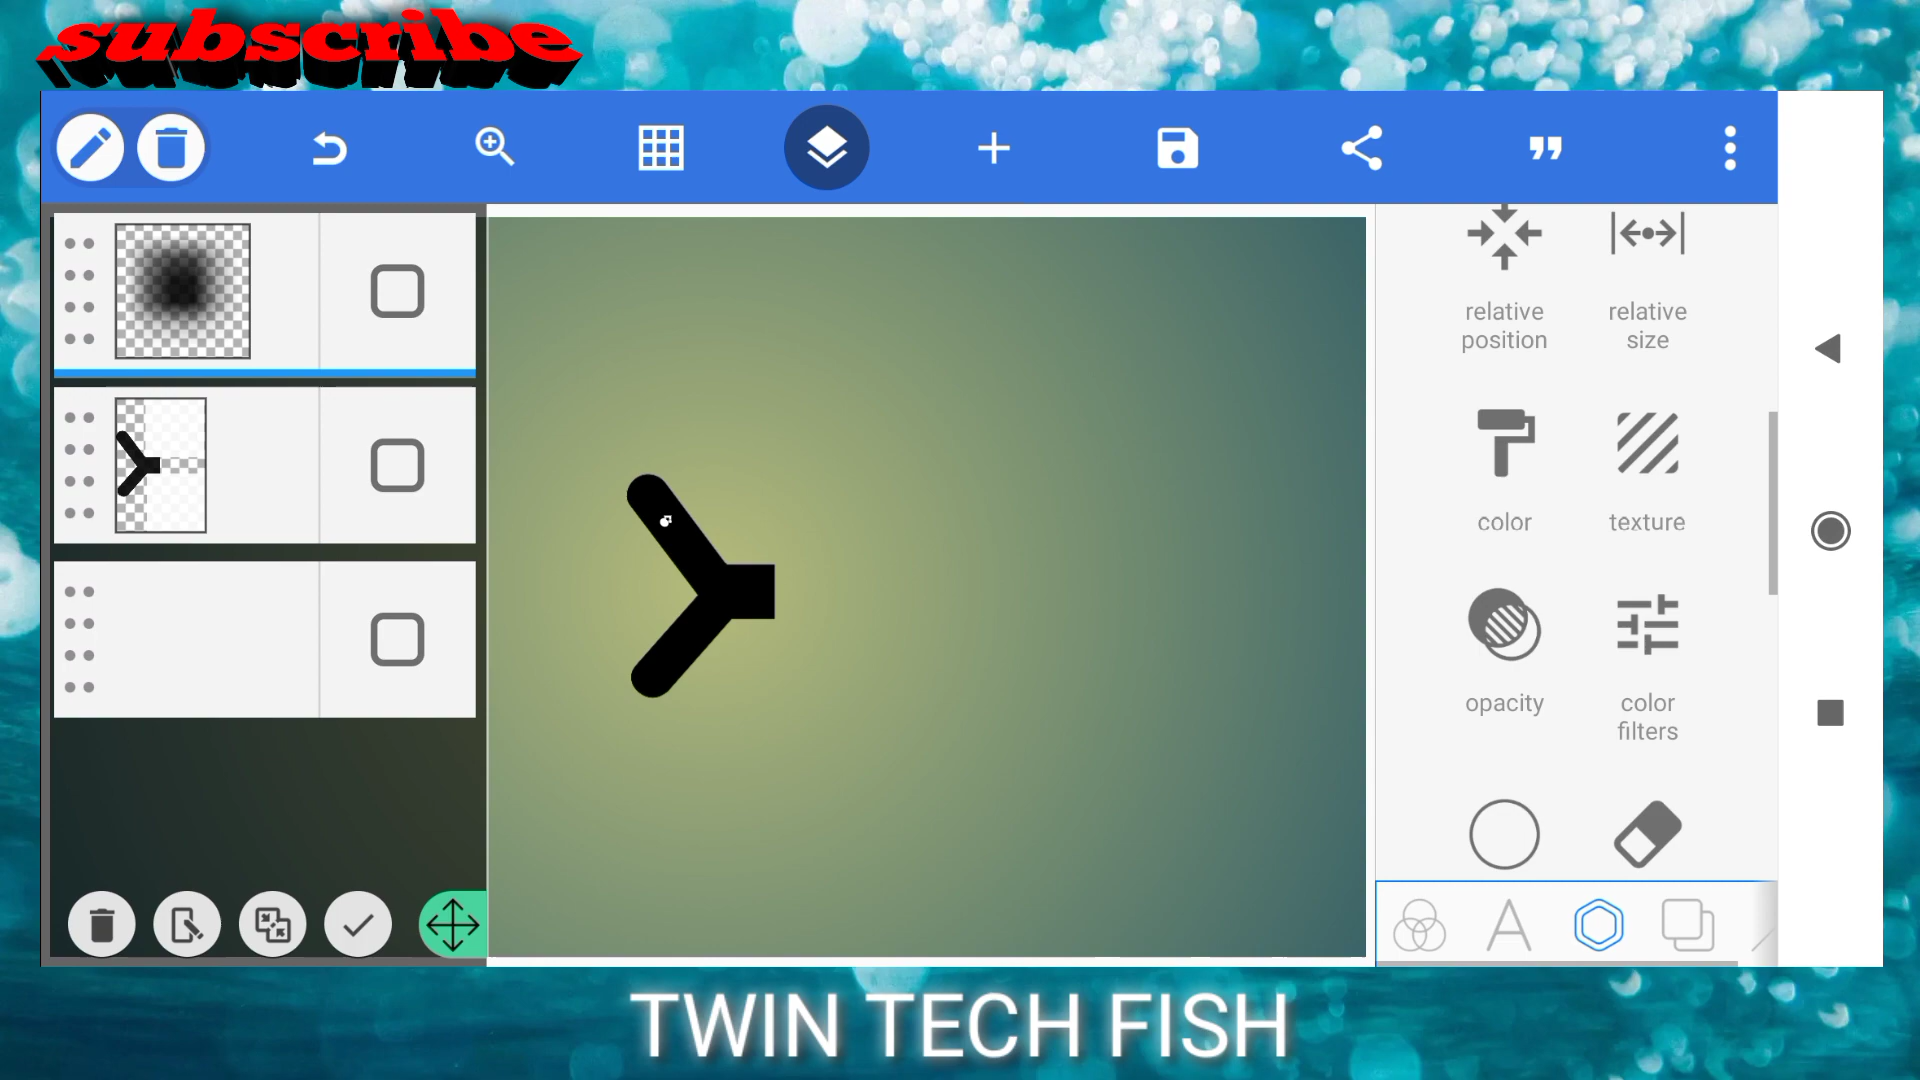 subscribe
relative
position
relative
size
color
texture
opacity
color
filters
TWIN TECH FISH